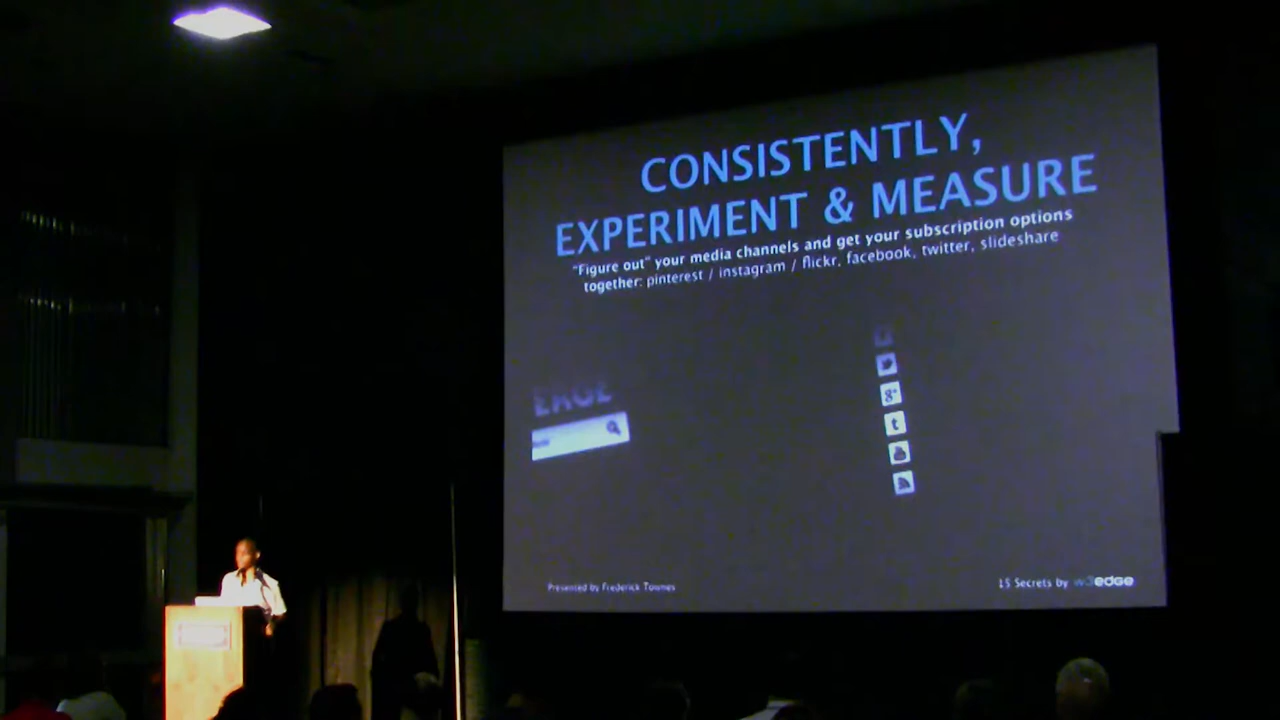 CONSISTENTLY,
EXPERIMENT & MEASURE
"Figure out" your media channels and get your subscription options
together: pinterest / instagram / flickr, facebook, twitter, slideshare
g+
t
Presented by Frederick Townes
15 Secrets by w3edge